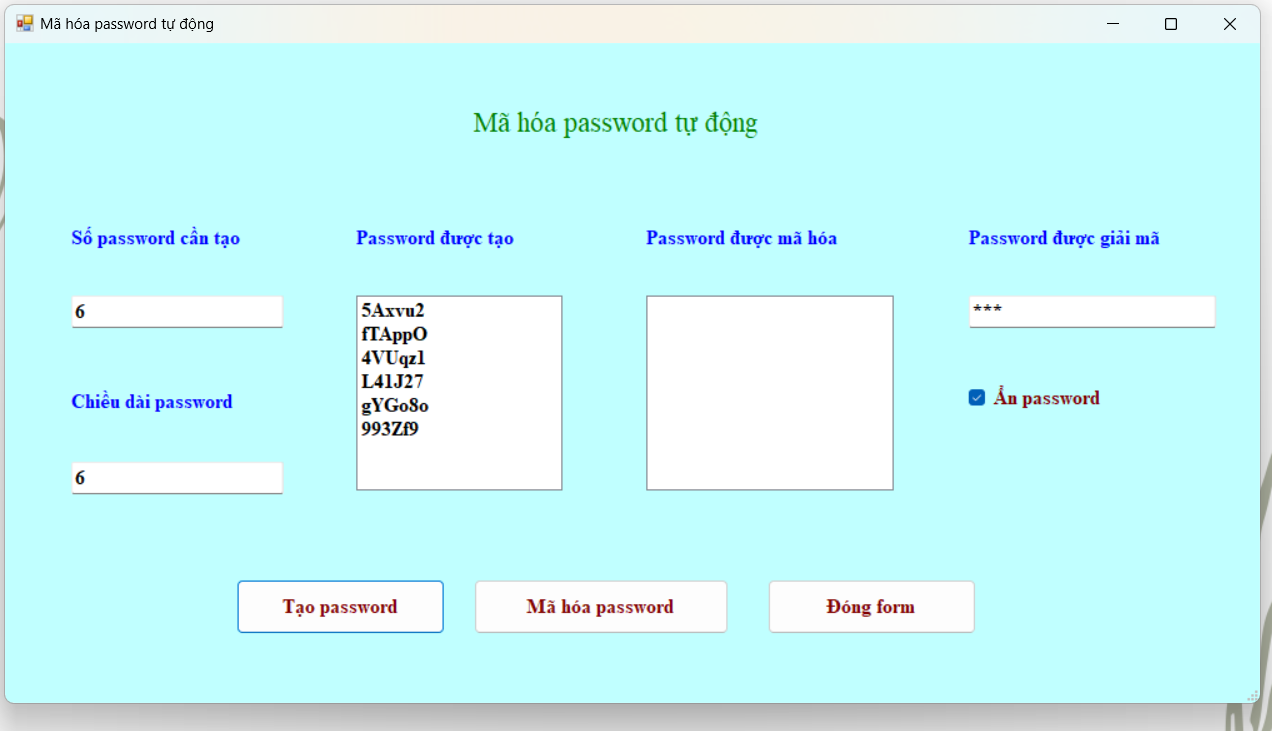 Mã hóa password tự động
Mã hóa password tự động
Số password cần tạo
Password được tạo
Password được mã hóa
Password được giải mã
6
5Axvu2
fTAppO
4VUqz1
L41J27
gYGo8o
993Zf9
***
Chiều dài password
Ẩn password
6
Tạo password
Mã hóa password
Đóng form